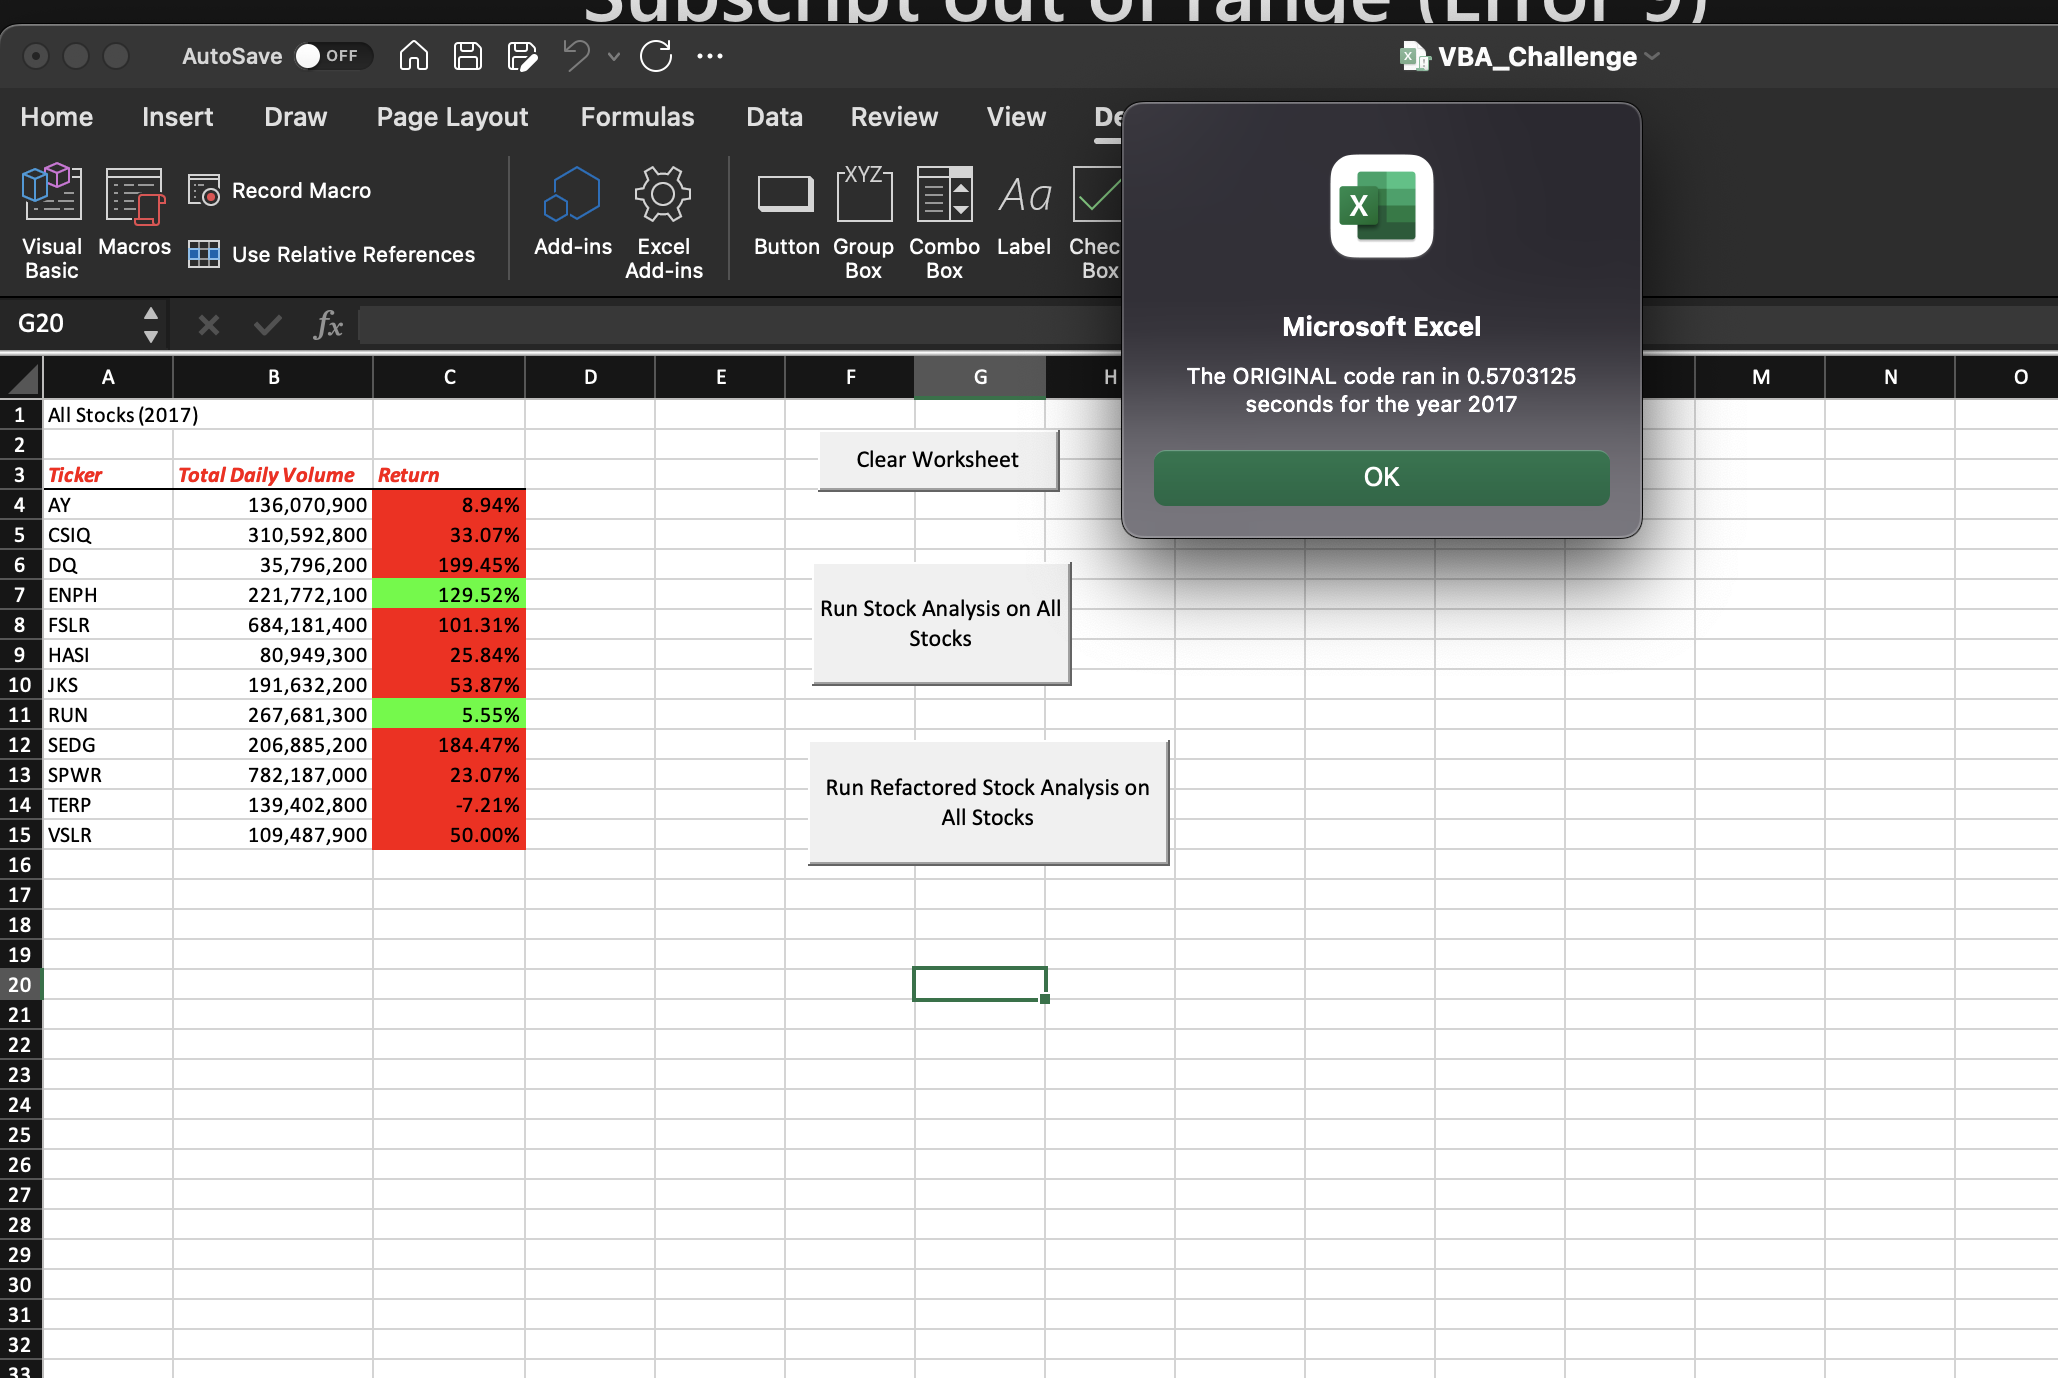 Subscript out of range (Error 9)
AutoSave OFF
VBA_Challenge
Home Insert Draw Page Layout Formulas Data Review View De
Visual Basic
Macros
Record Macro
Use Relative References
Add-ins
Excel Add-ins
Button
Group Box
Combo Box
Label
Chec
Box
XYZ
Aa
Microsoft Excel
The ORIGINAL code ran in 0.5703125
seconds for the year 2017
OK
G20
fx
A B C D E F G H M N O
1 All Stocks (2017)
2
3 Ticker Total Daily Volume Return
4 AY 136,070,900 8.94%
5 CSIQ 310,592,800 33.07%
6 DQ 35,796,200 199.45%
7 ENPH 221,772,100 129.52%
8 FSLR 684,181,400 101.31%
9 HASI 80,949,300 25.84%
10 JKS 191,632,200 53.87%
11 RUN 267,681,300 5.55%
12 SEDG 206,885,200 184.47%
13 SPWR 782,187,000 23.07%
14 TERP 139,402,800 -7.21%
15 VSLR 109,487,900 50.00%
16
17
18
19
20
21
22
23
24
25
26
27
28
29
30
31
32
33
Clear Worksheet
Run Stock Analysis on All
Stocks
Run Refactored Stock Analysis on
All Stocks